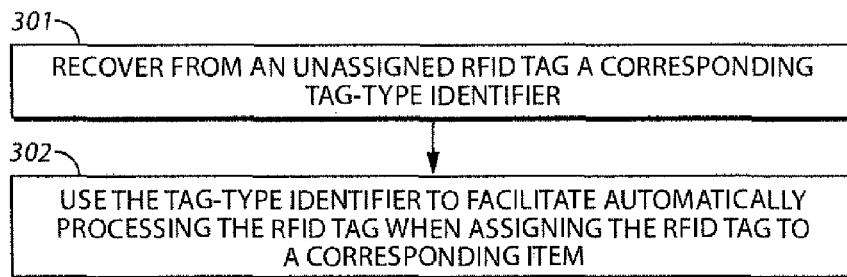 301
RECOVER FROM AN UNASSIGNED RFID TAG A CORRESPONDING
TAG-TYPE IDENTIFIER
302
USE THE TAG-TYPE IDENTIFIER TO FACILITATE AUTOMATICALLY
PROCESSING THE RFID TAG WHEN ASSIGNING THE RFID TAG TO
A CORRESPONDING ITEM